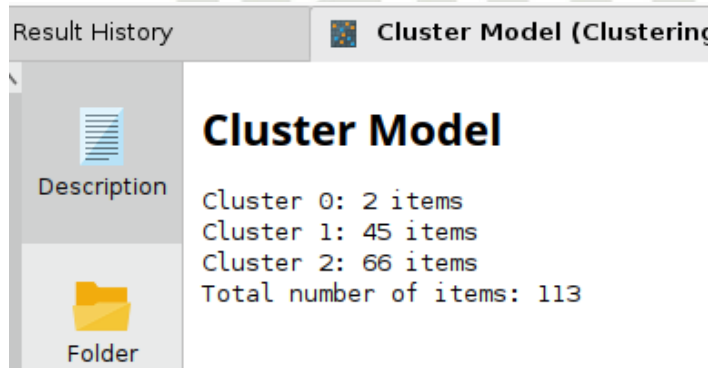 Result History
Cluster Model (Clustering
Description
Folder
Cluster Model
Cluster 0: 2 items
Cluster 1: 45 items
Cluster 2: 66 items
Total number of items: 113